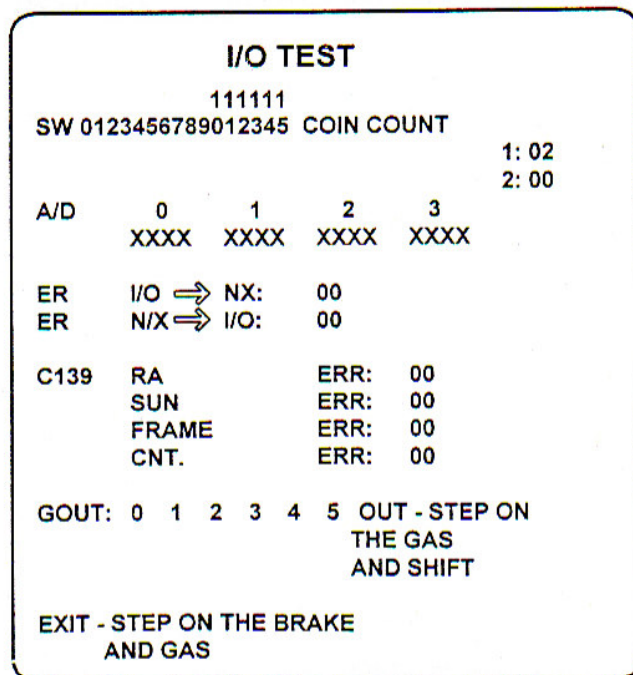 I/O TEST
111111
SW 0123456789012345 COIN COUNT
1: 02
2: 00
A/D 0 1 2 3
XXXX XXXX XXXX XXXX
ER I/O ⇒ NX: 00
ER N/X ⇒ I/O: 00
C139 RA ERR: 00
SUN ERR: 00
FRAME ERR: 00
CNT. ERR: 00
GOUT: 0 1 2 3 4 5 OUT - STEP ON
THE GAS
AND SHIFT
EXIT - STEP ON THE BRAKE
AND GAS